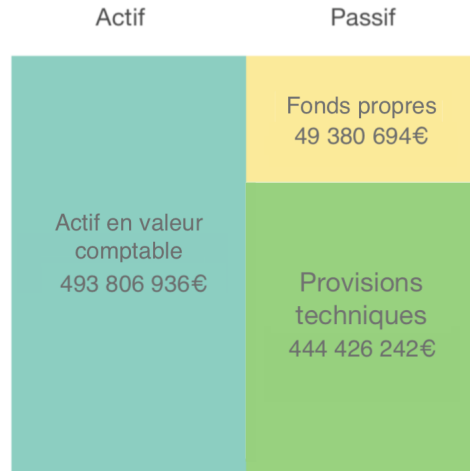 Actif
Passif
Fonds propres
49 380 694€
Actif en valeur
comptable
493 806 936€
Provisions
techniques
444 426 242€